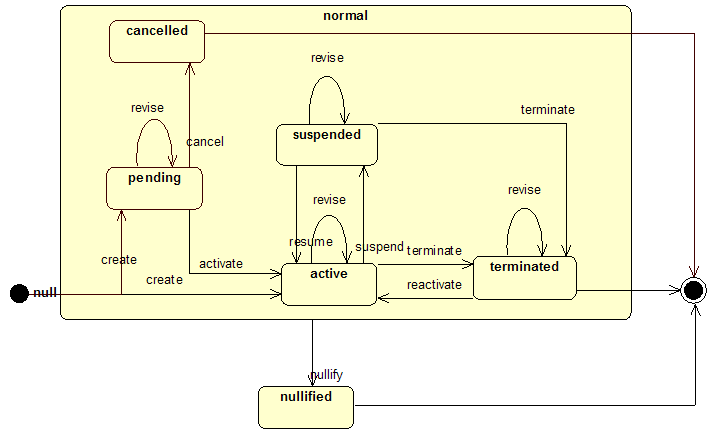 normal
cancelled
revise
terminate
revise
suspended
cancel
pending
revise
revise
resume
suspend
terminate
create
activate
active
terminated
create
reactivate
null
nullify
nullified